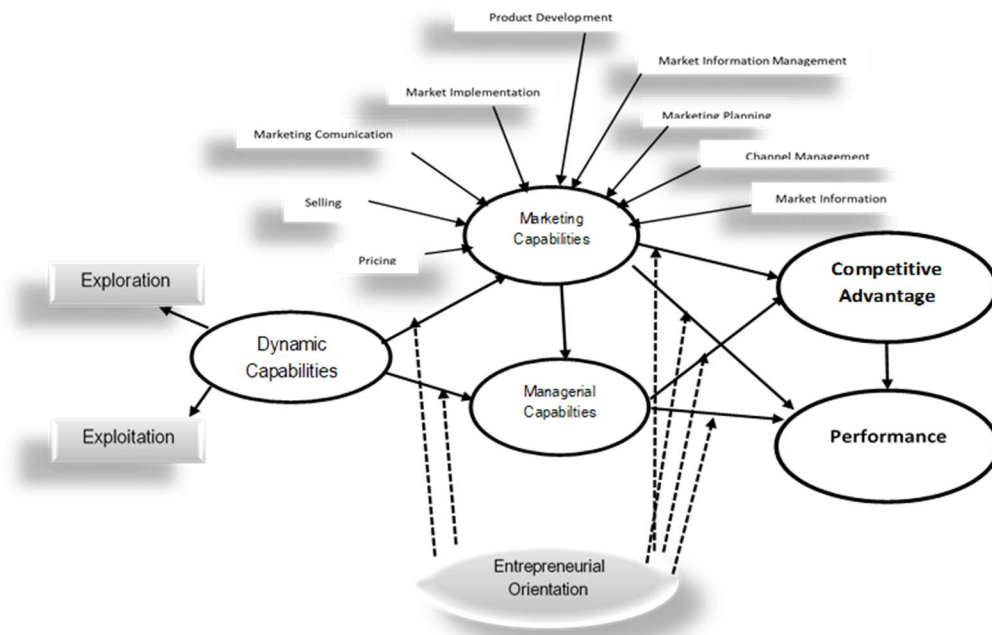 Product Development
Market Information Management
Market Implementation
Marketing Planning
Marketing Comunication
Channel Management
Selling
Market Information
Marketing
Capabilities
Pricing
Exploration
Competitive
Advantage
Dynamic
Capabilities
Managerial
Capabilties
Exploitation
Performance
Entrepreneurial
Orientation